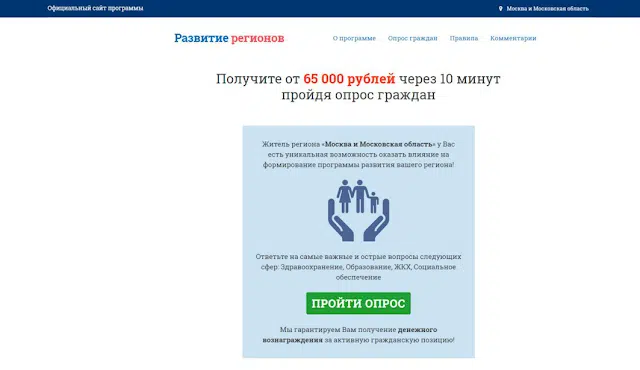 Официальный сайт программы
Москва и Московская область
Развитие регионов
О программе Опрос граждан Правила Комментарии
Получите от 65 000 рублей через 10 минут
пройдя опрос граждан
Житель региона «Москва и Московская область» у Вас
есть уникальная возможность оказать влияние на
формирование программы развития вашего региона!
Ответьте на самые важные и острые вопросы следующих
сфер: Здравоохранение, Образование, ЖКХ, Социальное
обеспечение
ПРОЙТИ ОПРОС
Мы гарантируем Вам получение денежного
вознаграждения за активную гражданскую позицию!